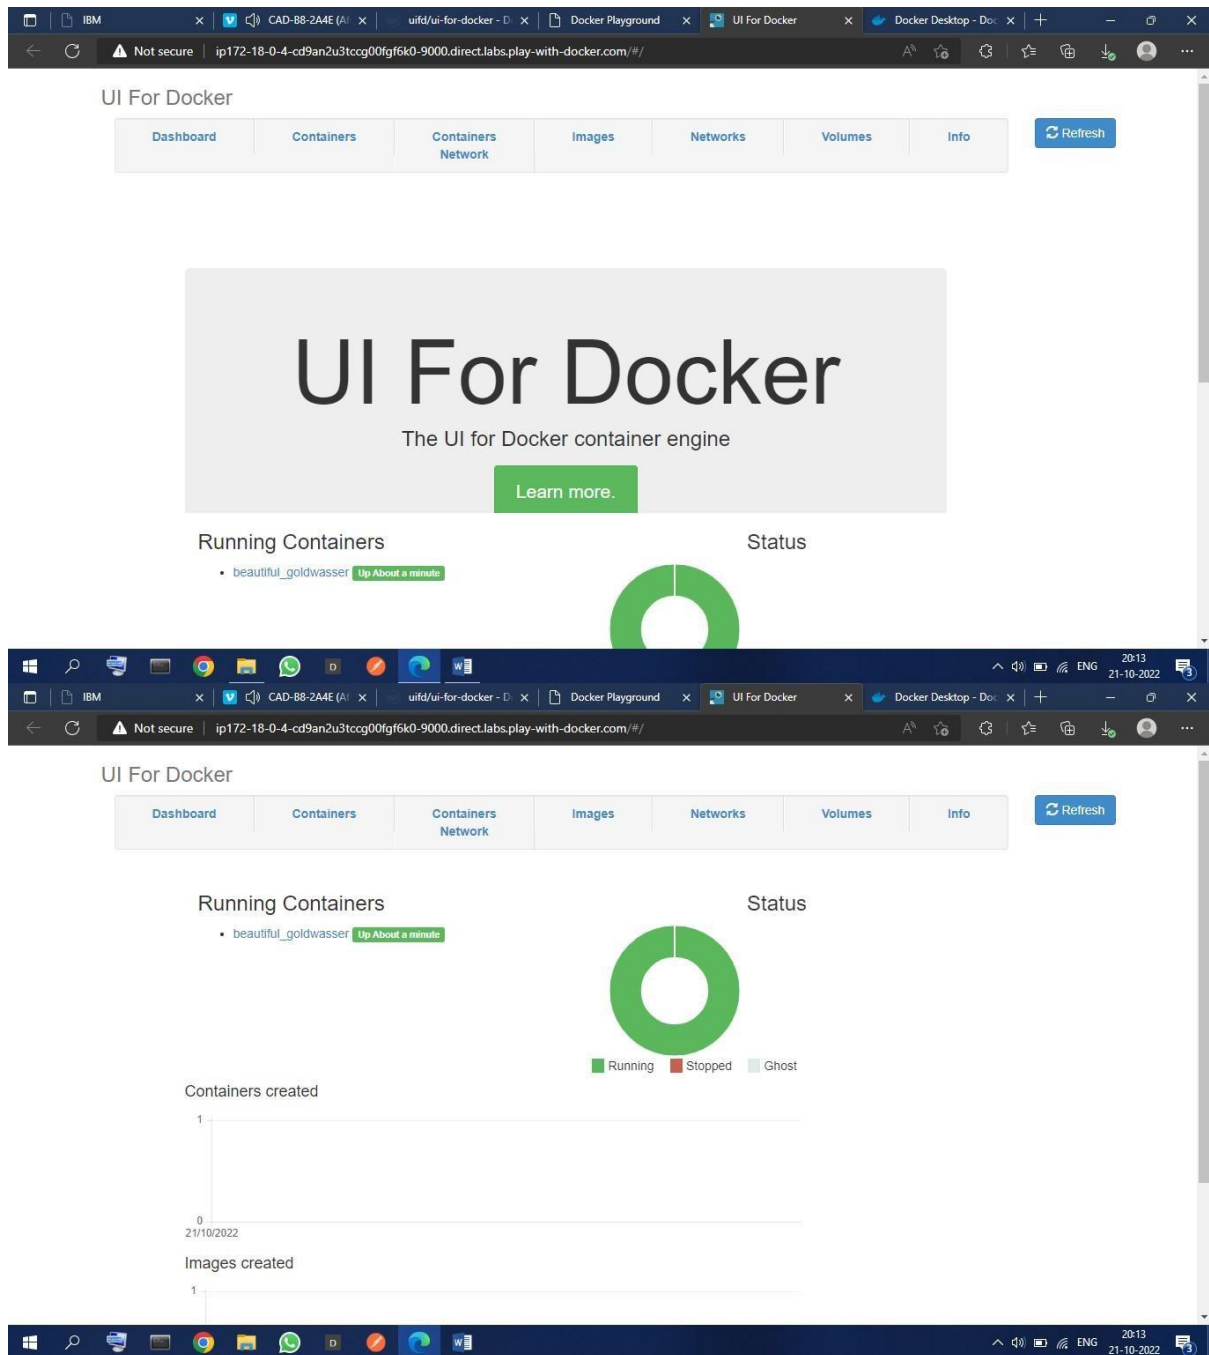 IBM
CAD-B8-2A4E (Af
uifd/ui-for-docker - D
Docker Playground
UI For Docker
Docker Desktop - Doc
Not secure
ip172-18-0-4-cd9an2u3tccg00fgf6k0-9000.direct.labs.play-with-docker.com/#/
UI For Docker
Dashboard
Containers
Containers
Network
Images
Networks
Volumes
Info
Refresh
UI For Docker
The UI for Docker container engine
Learn more.
Running Containers
Status
beautiful_goldwasser Up About a minute
ENG
20:13
21-10-2022
3
IBM
CAD-B8-2A4E (Af
uifd/ui-for-docker - D
Docker Playground
UI For Docker
Docker Desktop - Doc
Not secure
ip172-18-0-4-cd9an2u3tccg00fgf6k0-9000.direct.labs.play-with-docker.com/#/
UI For Docker
Dashboard
Containers
Containers
Network
Images
Networks
Volumes
Info
Refresh
Running Containers
Status
beautiful_goldwasser Up About a minute
Running Stopped Ghost
Containers created
1
0
21/10/2022
Images created
1
ENG
20:13
21-10-2022
3